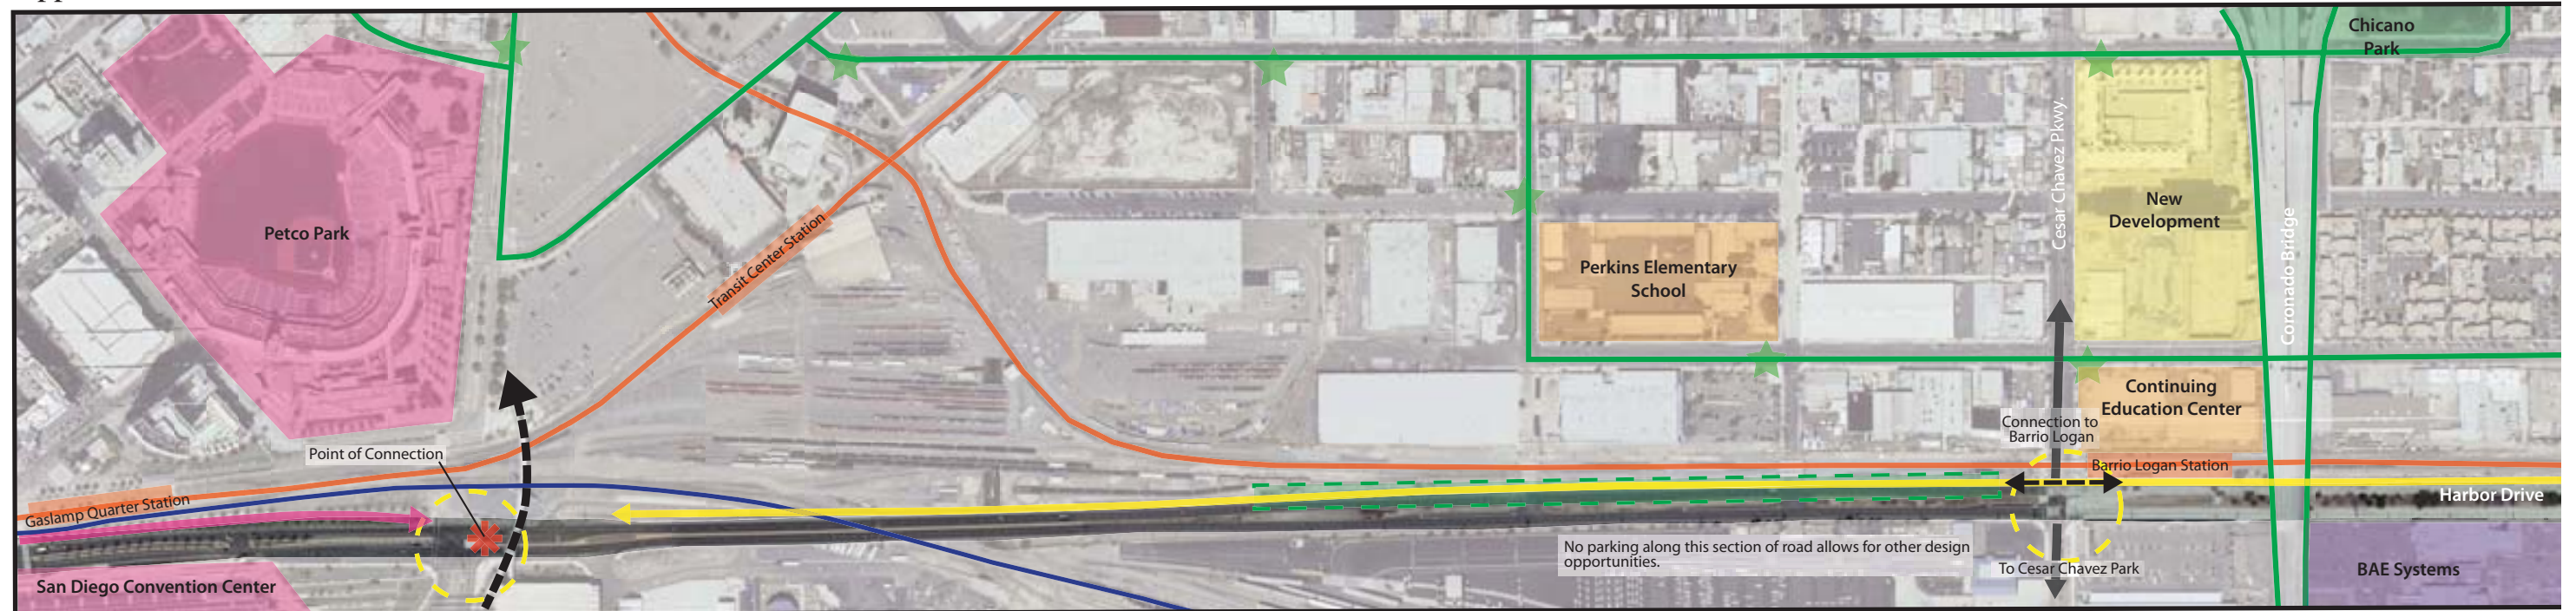 Chicano
Park
Cesar Chavez Pkwy.
New
Development
Petco Park
Transit Center Station
Coronado Bridge
Perkins Elementary
School
Continuing
Education Center
Connection to
Barrio Logan
Point of Connection
Barrio Logan Station
Gaslamp Quarter Station
Harbor Drive
No parking along this section of road allows for other design
opportunities.
To Cesar Chavez Park
BAE Systems
San Diego Convention Center